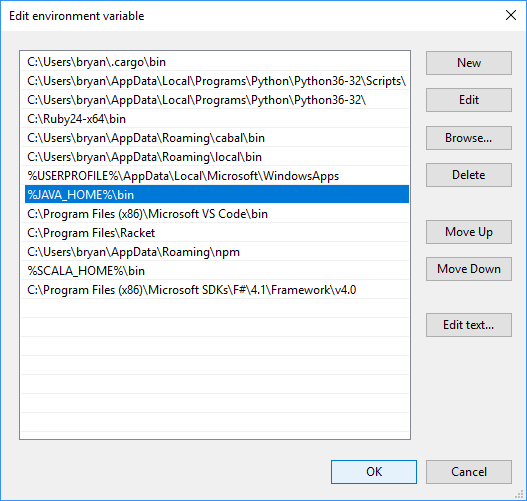 Edit environment variable
C:\Users\bryan\.cargo\bin
C:\Users\bryan\AppData\Local\Programs\Python\Python36-32\Scripts\
C:\Users\bryan\AppData\Local\Programs\Python\Python36-32\
C:\Ruby24-x64\bin
C:\Users\bryan\AppData\Roaming\cabal\bin
C:\Users\bryan\AppData\Roaming\local\bin
%USERPROFILE%\AppData\Local\Microsoft\WindowsApps
%JAVA_HOME%\bin
C:\Program Files (x86)\Microsoft VS Code\bin
C:\Program Files\Racket
C:\Users\bryan\AppData\Roaming\npm
%SCALA_HOME%\bin
C:\Program Files (x86)\Microsoft SDKs\F#\4.1\Framework\v4.0
New
Edit
Browse...
Delete
Move Up
Move Down
Edit text...
OK
Cancel